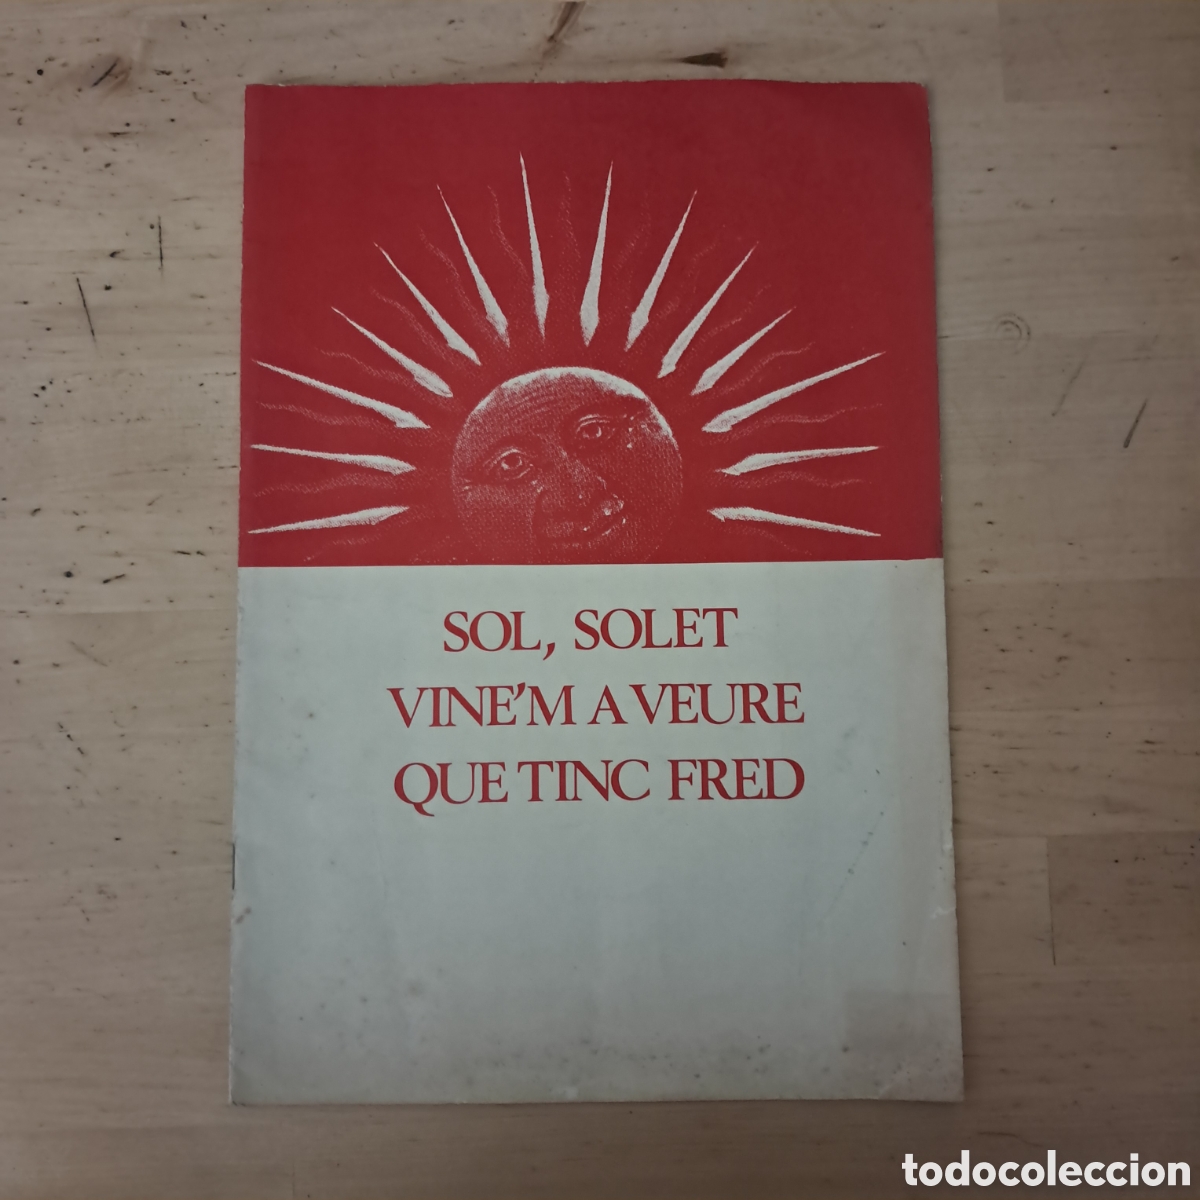 SOL, SOLET
VINE'M A VEURE
QUE TINC FRED
todocoleccion